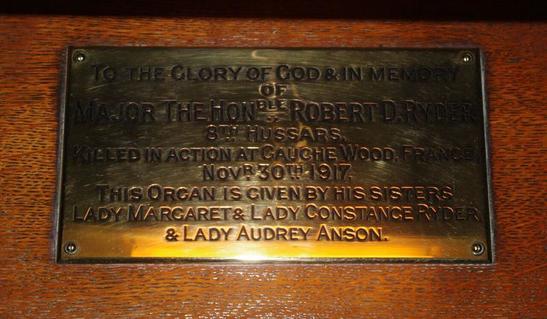 TO THE GLORY OF GOD & IN MEMORY
OF
MAJOR THE HONBLE ROBERT D. RYDER
8TH HUSSARS,
KILLED IN ACTION AT GAUCHE WOOD, FRANCE,
NOVR 30TH 1917.
THIS ORGAN IS GIVEN BY HIS SISTERS
LADY MARGARET & LADY CONSTANCE RYDER
& LADY AUDREY ANSON.